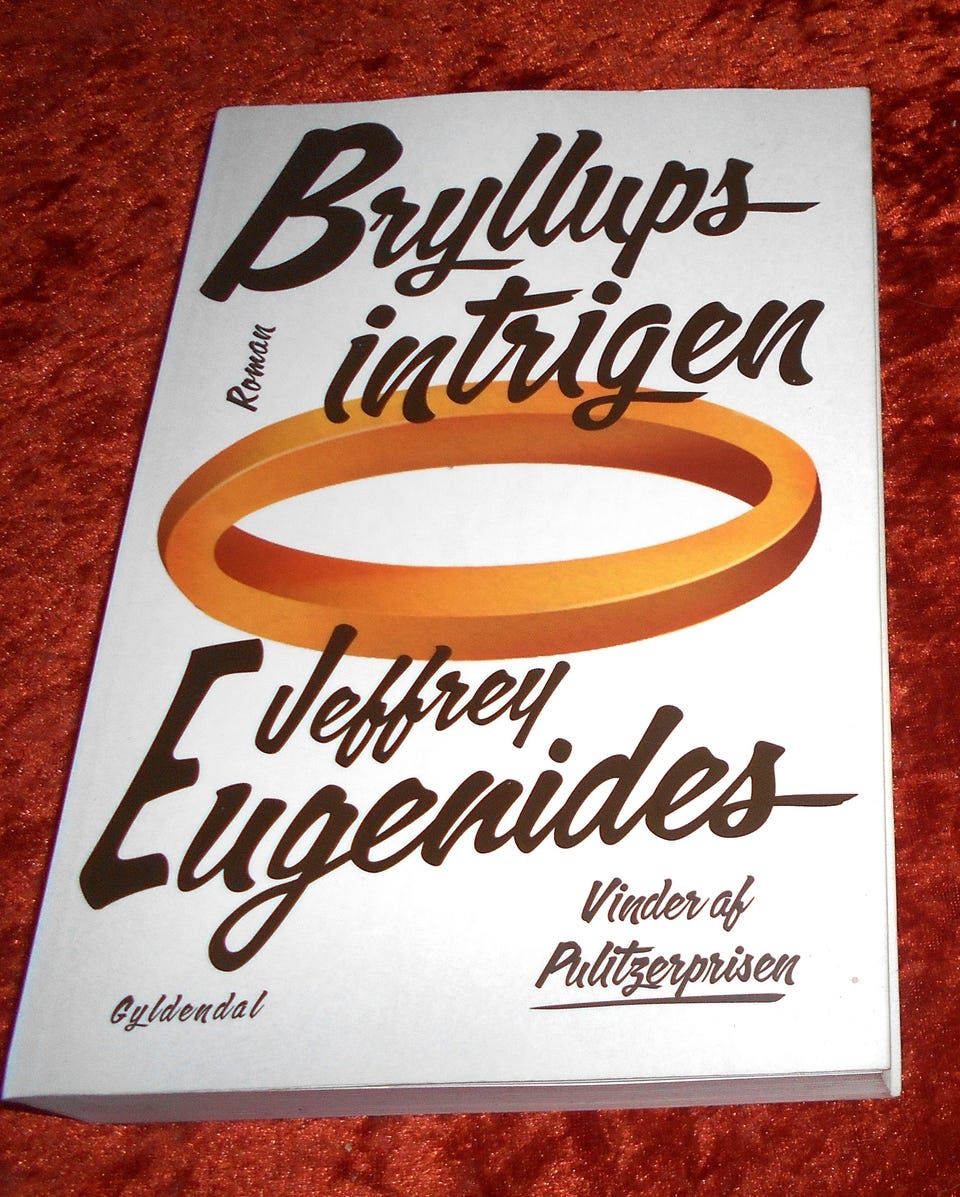 Bryllups
intrigen
Roman
Jeffrey
Eugenides
Vinder af
Pulitzerprisen
Gyldendal